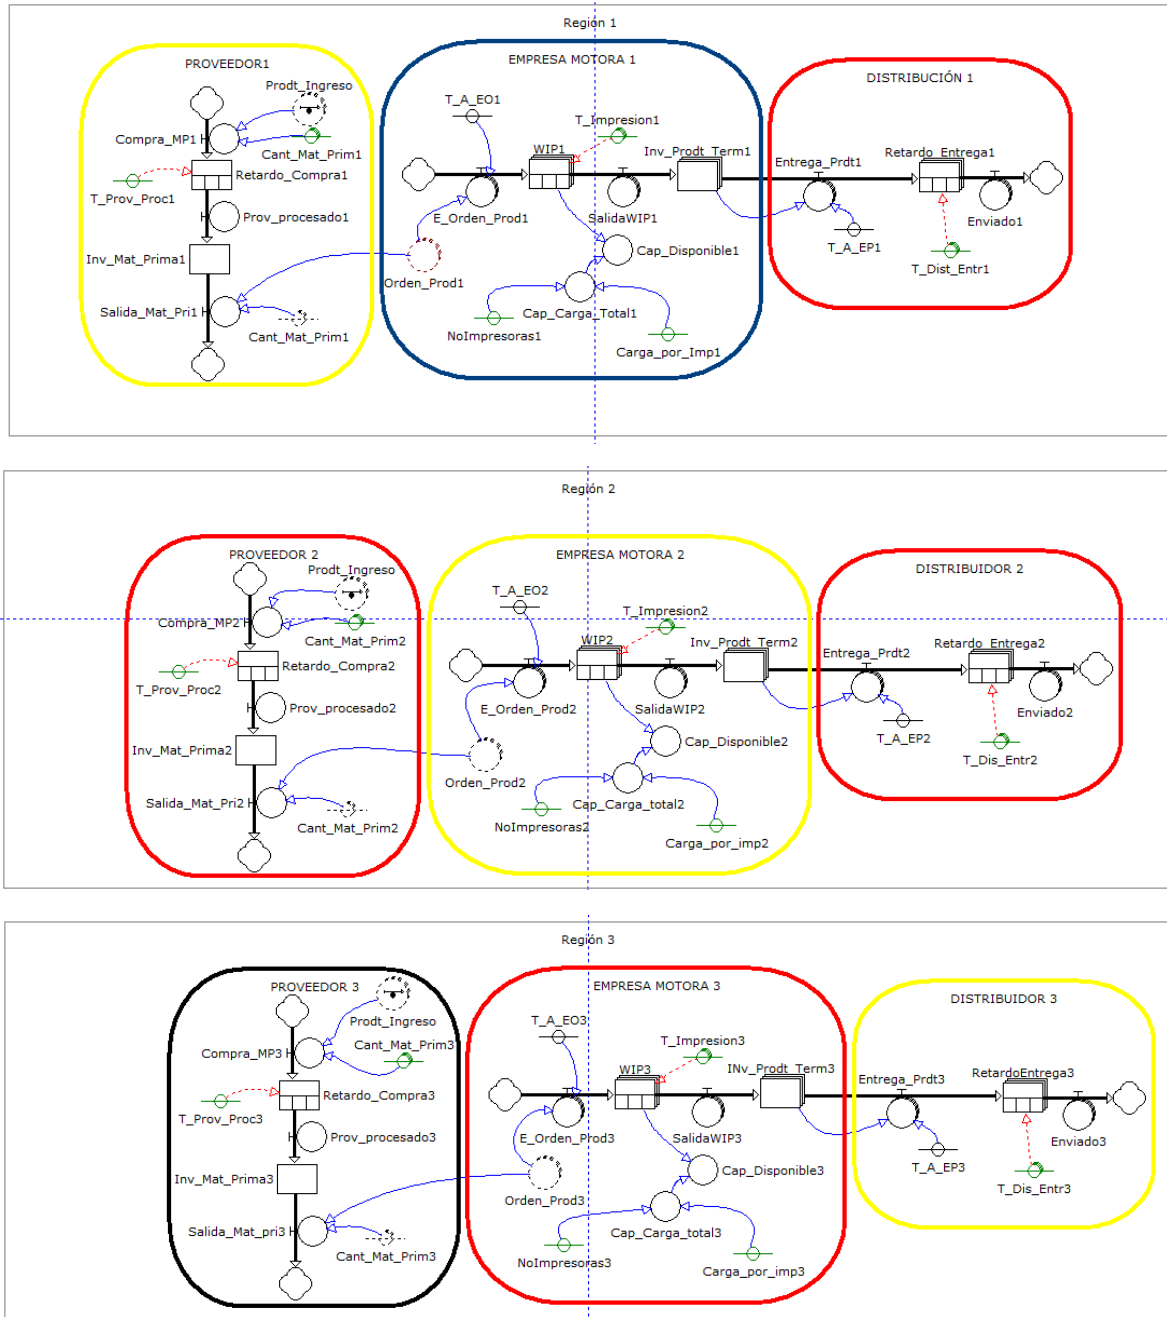 Región 1
PROVEEDOR1
EMPRESA MOTORA 1
DISTRIBUCIÓN 1
Prodt_Ingreso
Compra_MP1
Cant_Mat_Prim1
Retardo_Compra1
T_Prov_Proc1
Prov_procesado1
Inv_Mat_Prima1
Salida_Mat_Pri1
Cant_Mat_Prim1
T_A_EO1
T_Impresion1
WIP1
Inv_Prodt_Term1
E_Orden_Prod1
SalidaWIP1
Orden_Prod1
Cap_Disponible1
Cap_Carga_Total1
NoImpresoras1
Carga_por_Imp1
Entrega_Prdt1
Retardo_Entrega1
Enviado1
T_A_EP1
T_Dist_Entr1
Región 2
PROVEEDOR 2
EMPRESA MOTORA 2
DISTRIBUIDOR 2
Prodt_Ingreso
Compra_MP2
Cant_Mat_Prim2
Retardo_Compra2
T_Prov_Proc2
Prov_procesado2
Inv_Mat_Prima2
Salida_Mat_Pri2
Cant_Mat_Prim2
T_A_EO2
T_Impresion2
WIP2
Inv_Prodt_Term2
E_Orden_Prod2
SalidaWIP2
Orden_Prod2
Cap_Disponible2
Cap_Carga_total2
NoImpresoras2
Carga_por_imp2
Entrega_Prdt2
Retardo_Entrega2
Enviado2
T_A_EP2
T_Dis_Entr2
Región 3
PROVEEDOR 3
EMPRESA MOTORA 3
DISTRIBUIDOR 3
Prodt_Ingreso
Compra_MP3
Cant_Mat_Prim3
Retardo_Compra3
T_Prov_Proc3
Prov_procesado3
Inv_Mat_Prima3
Salida_Mat_pri3
Cant_Mat_Prim3
T_A_EO3
T_Impresion3
WIP3
INv_Prodt_Term3
E_Orden_Prod3
SalidaWIP3
Orden_Prod3
Cap_Disponible3
Cap_Carga_total3
NoImpresoras3
Carga_por_imp3
Entrega_Prdt3
RetardoEntrega3
Enviado3
T_A_EP3
T_Dis_Entr3